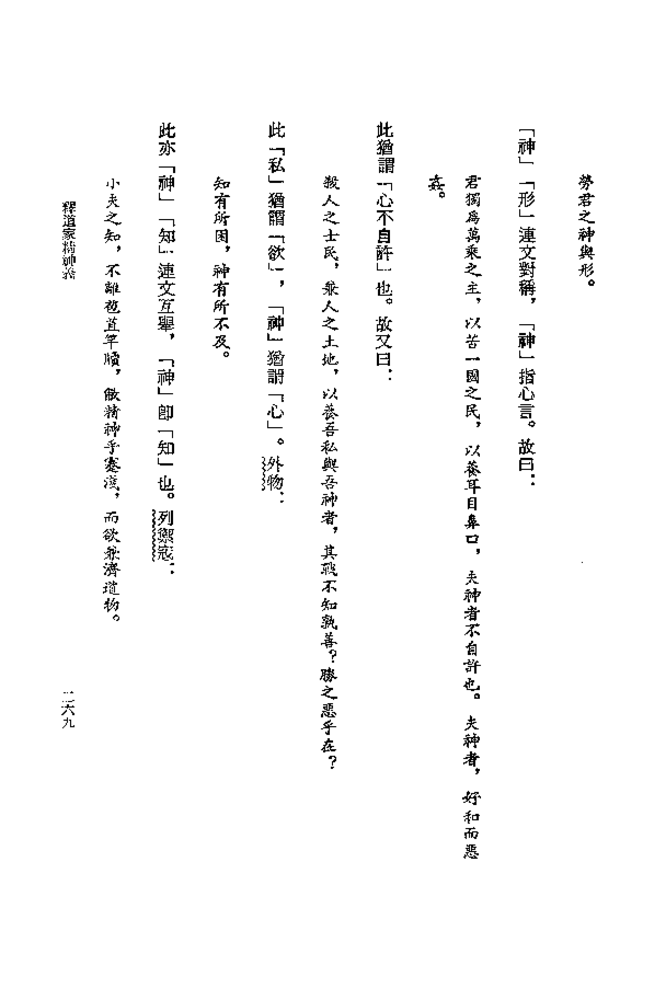 勞君之神與形。
「神」「形」連文對稱，「神」指心言。故曰：
君獨為萬乘之主，以苦一國之民，以養耳目鼻口，夫神者不自許也。夫神者，好和而惡
姦。
此猶謂「心不自許」也。故又曰：
殺人之士民，兼人之土地，以養吾私與吾神者，其戰不知孰善？勝之惡乎在？
此「私」猶謂「欲」，「神」猶謂「心」。外物：
知有所困，神有所不及。
此亦「神」「知」連文互舉，「神」卽「知」也。列禦寇：
小夫之知，不離苞苴竿牘，敝精神乎蹇淺，而欲兼濟道物。
釋道家精神義
二六九